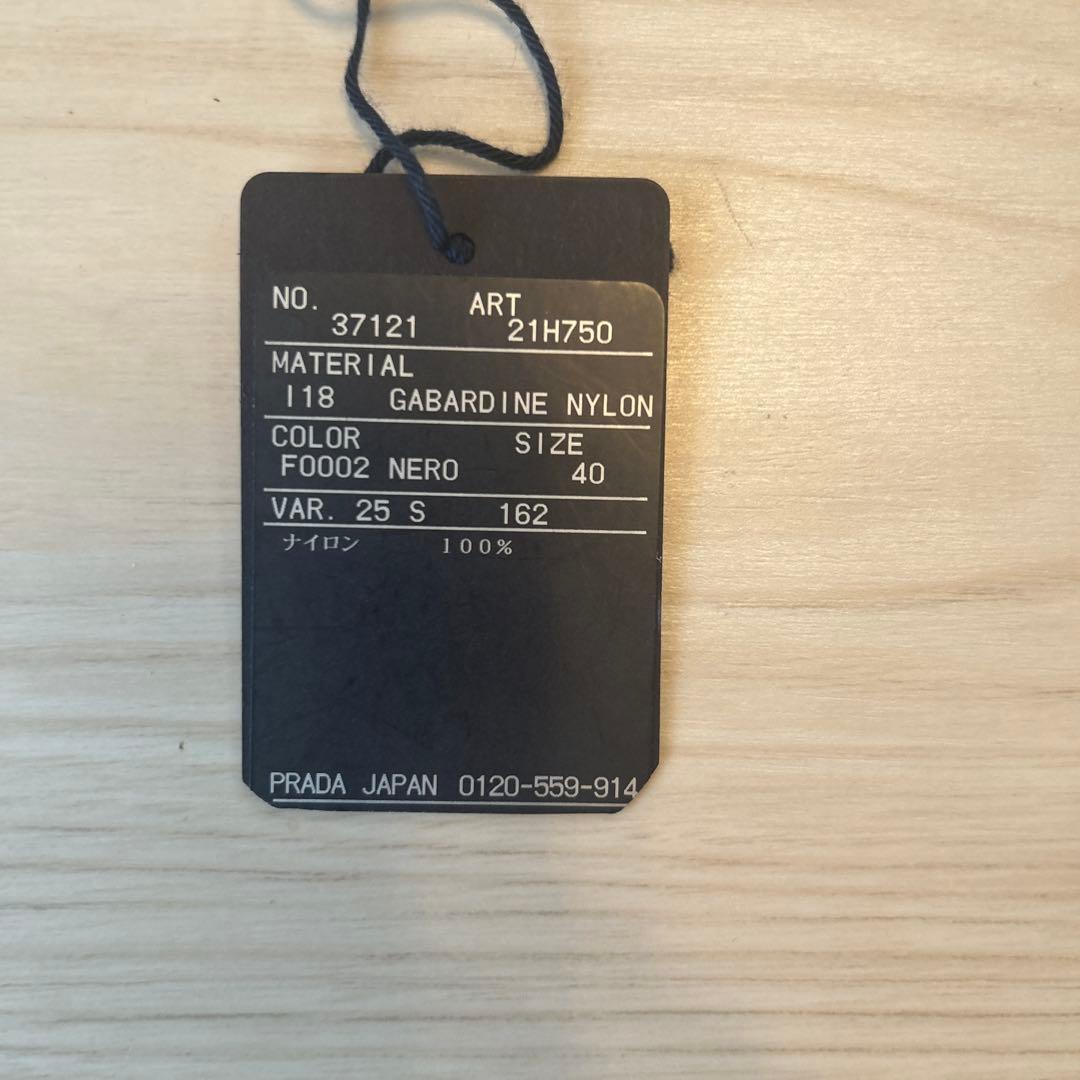 NO. ART
37121 21H750
MATERIAL
I18 GABARDINE NYLON
COLOR SIZE
F0002 NERO 40
VAR. 25 S 162
ナイロン 100%
PRADA JAPAN 0120-559-914